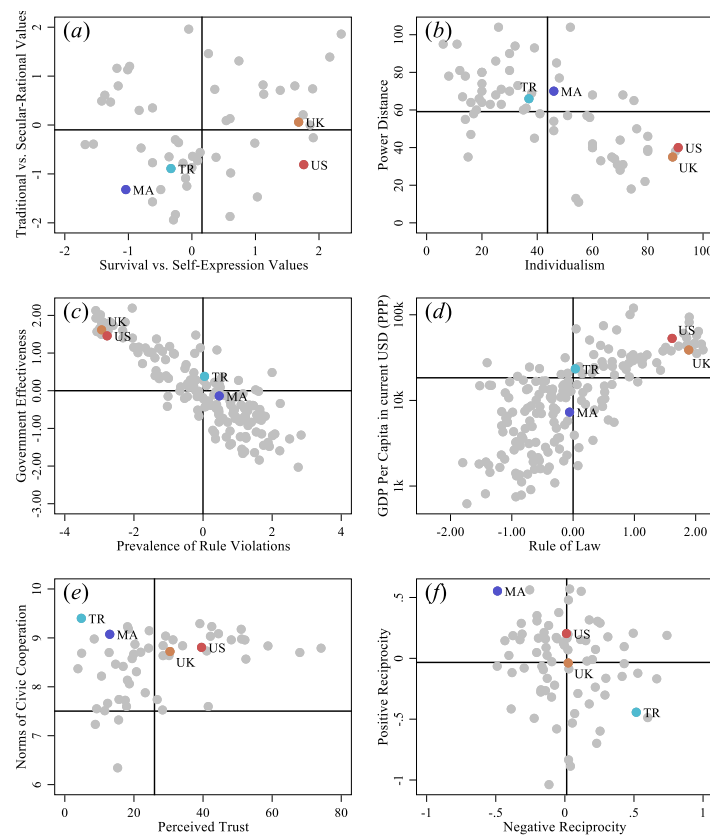 (a)
Traditional vs. Secular-Rational Values
2
1
0
-1
-2
UK
TR
US
MA
-2
-1
0
1
2
Survival vs. Self-Expression Values
(b)
Power Distance
100
80
60
40
20
0
TR
MA
US
UK
0
20
40
60
80
100
Individualism
(c)
Government Effectiveness
2.00
1.00
0.00
-1.00
-2.00
-3.00
UK
US
TR
MA
-4
-2
0
2
4
Prevalence of Rule Violations
(d)
GDP Per Capita in current USD (PPP)
100k
10k
1k
US
UK
TR
MA
-2.00
-1.00
0.00
1.00
2.00
Rule of Law
(e)
Norms of Civic Cooperation
10
9
8
7
6
TR
MA
US
UK
0
20
40
60
80
Perceived Trust
(f)
Positive Reciprocity
.5
0
-.5
-1
MA
US
UK
TR
-1
-.5
0
.5
1
Negative Reciprocity